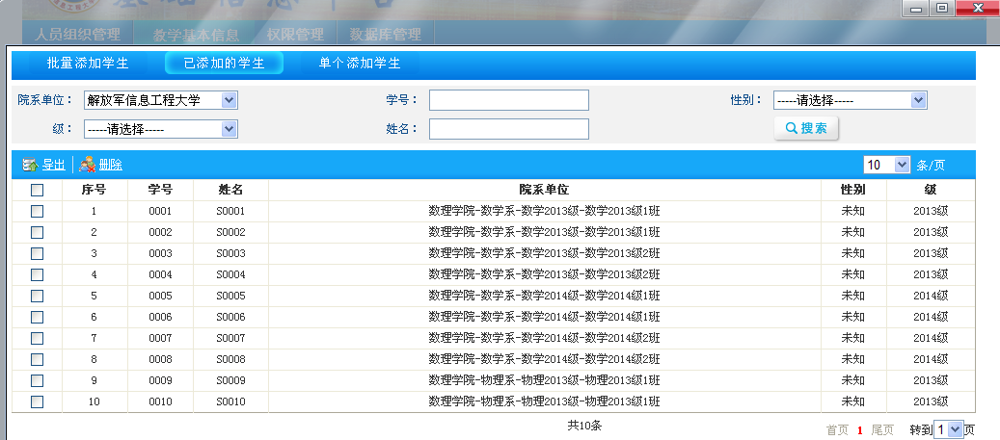 基础信息平台
人员组织管理 教学基本信息 权限管理 数据库管理
批量添加学生 已添加的学生 单个添加学生
院系单位： 解放军信息工程大学 学号： 性别： -----请选择-----
级： -----请选择----- 姓名： 搜索
导出 删除 10 条/页
序号 学号 姓名 院系单位 性别 级
1 0001 S0001 数理学院-数学系-数学2013级-数学2013级1班 未知 2013级
2 0002 S0002 数理学院-数学系-数学2013级-数学2013级1班 未知 2013级
3 0003 S0003 数理学院-数学系-数学2013级-数学2013级2班 未知 2013级
4 0004 S0004 数理学院-数学系-数学2013级-数学2013级2班 未知 2013级
5 0005 S0005 数理学院-数学系-数学2014级-数学2014级1班 未知 2014级
6 0006 S0006 数理学院-数学系-数学2014级-数学2014级1班 未知 2014级
7 0007 S0007 数理学院-数学系-数学2014级-数学2014级2班 未知 2014级
8 0008 S0008 数理学院-数学系-数学2014级-数学2014级2班 未知 2014级
9 0009 S0009 数理学院-物理系-物理2013级-物理2013级1班 未知 2013级
10 0010 S0010 数理学院-物理系-物理2013级-物理2013级1班 未知 2013级
共10条
首页 1 尾页 转到 1 页